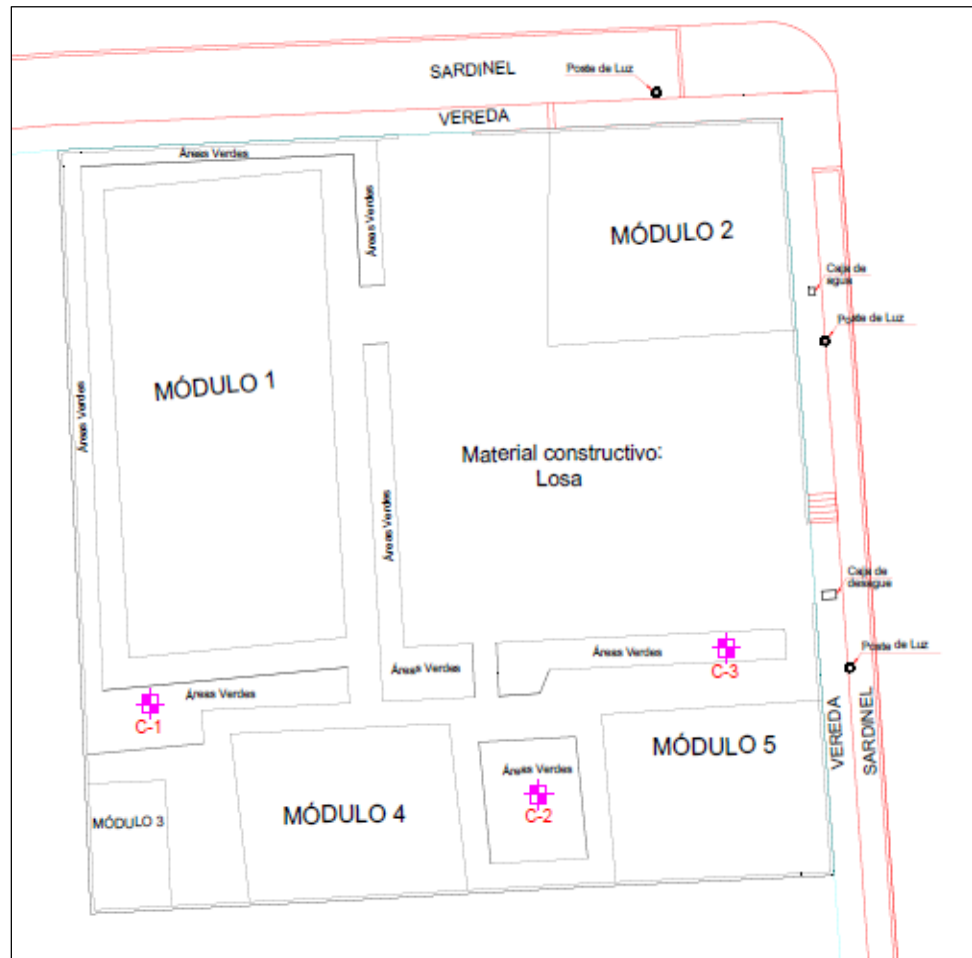 SARDINEL
Poste de Luz
VEREDA
Áreas Verdes
Áreas Verdes
MÓDULO 2
Caja de
agua
Poste de Luz
MÓDULO 1
Áreas Verdes
Material constructivo:
Losa
Áreas Verdes
Caja de
desague
Áreas Verdes
Áreas Verdes
Poste de Luz
C-3
Áreas Verdes
C-1
VEREDA
SARDINEL
MÓDULO 5
Áreas Verdes
C-2
MÓDULO 3
MÓDULO 4